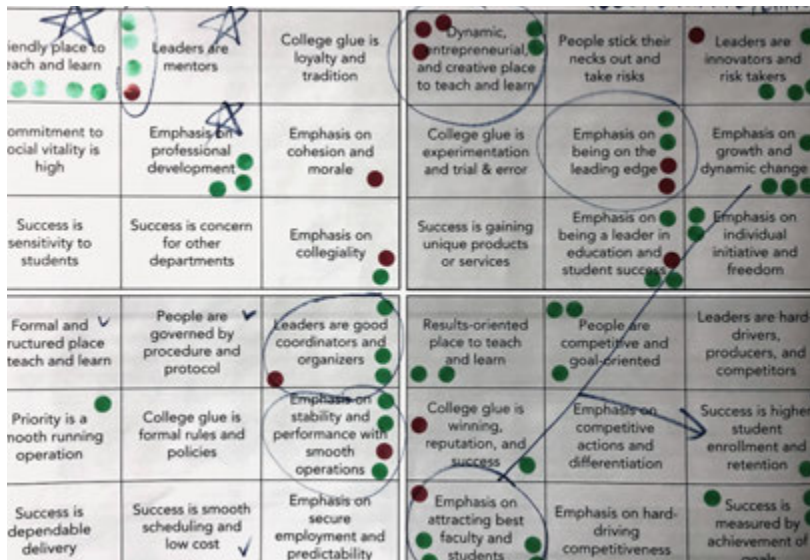 iendly place to
each and learn
Leaders are
mentors
College glue is
loyalty and
tradition
Dynamic,
entrepreneurial,
and creative place
to teach and learn
People stick their
necks out and
take risks
Leaders are
innovators and
risk takers
ommitment to
ocial vitality is
high
Emphasis on
professional
development
Emphasis on
cohesion and
morale
College glue is
experimentation
and trial & error
Emphasis on
being on the
leading edge
Emphasis on
growth and
dynamic change
Success is
sensitivity to
students
Success is concern
for other
departments
Emphasis on
collegiality
Success is gaining
unique products
or services
Emphasis on
being a leader in
education and
student success
Emphasis on
individual
initiative and
freedom
Formal and
ructured place
teach and learn
People are
governed by
procedure and
protocol
Leaders are good
coordinators and
organizers
Results-oriented
place to teach
and learn
People are
competitive and
goal-oriented
Leaders are hard-
drivers,
producers, and
competitors
Priority is a
mooth running
operation
College glue is
formal rules and
policies
Emphasis on
stability and
performance with
smooth
operations
College glue is
winning,
reputation, and
success
Emphasis on
competitive
actions and
differentiation
Success is higher
student
enrollment and
retention
Success is
dependable
delivery
Success is smooth
scheduling and
low cost
Emphasis on
secure
employment and
predictability
Emphasis on
attracting best
faculty and
students
Emphasis on hard-
driving
competitiveness
Success is
measured by
achievement of
goals